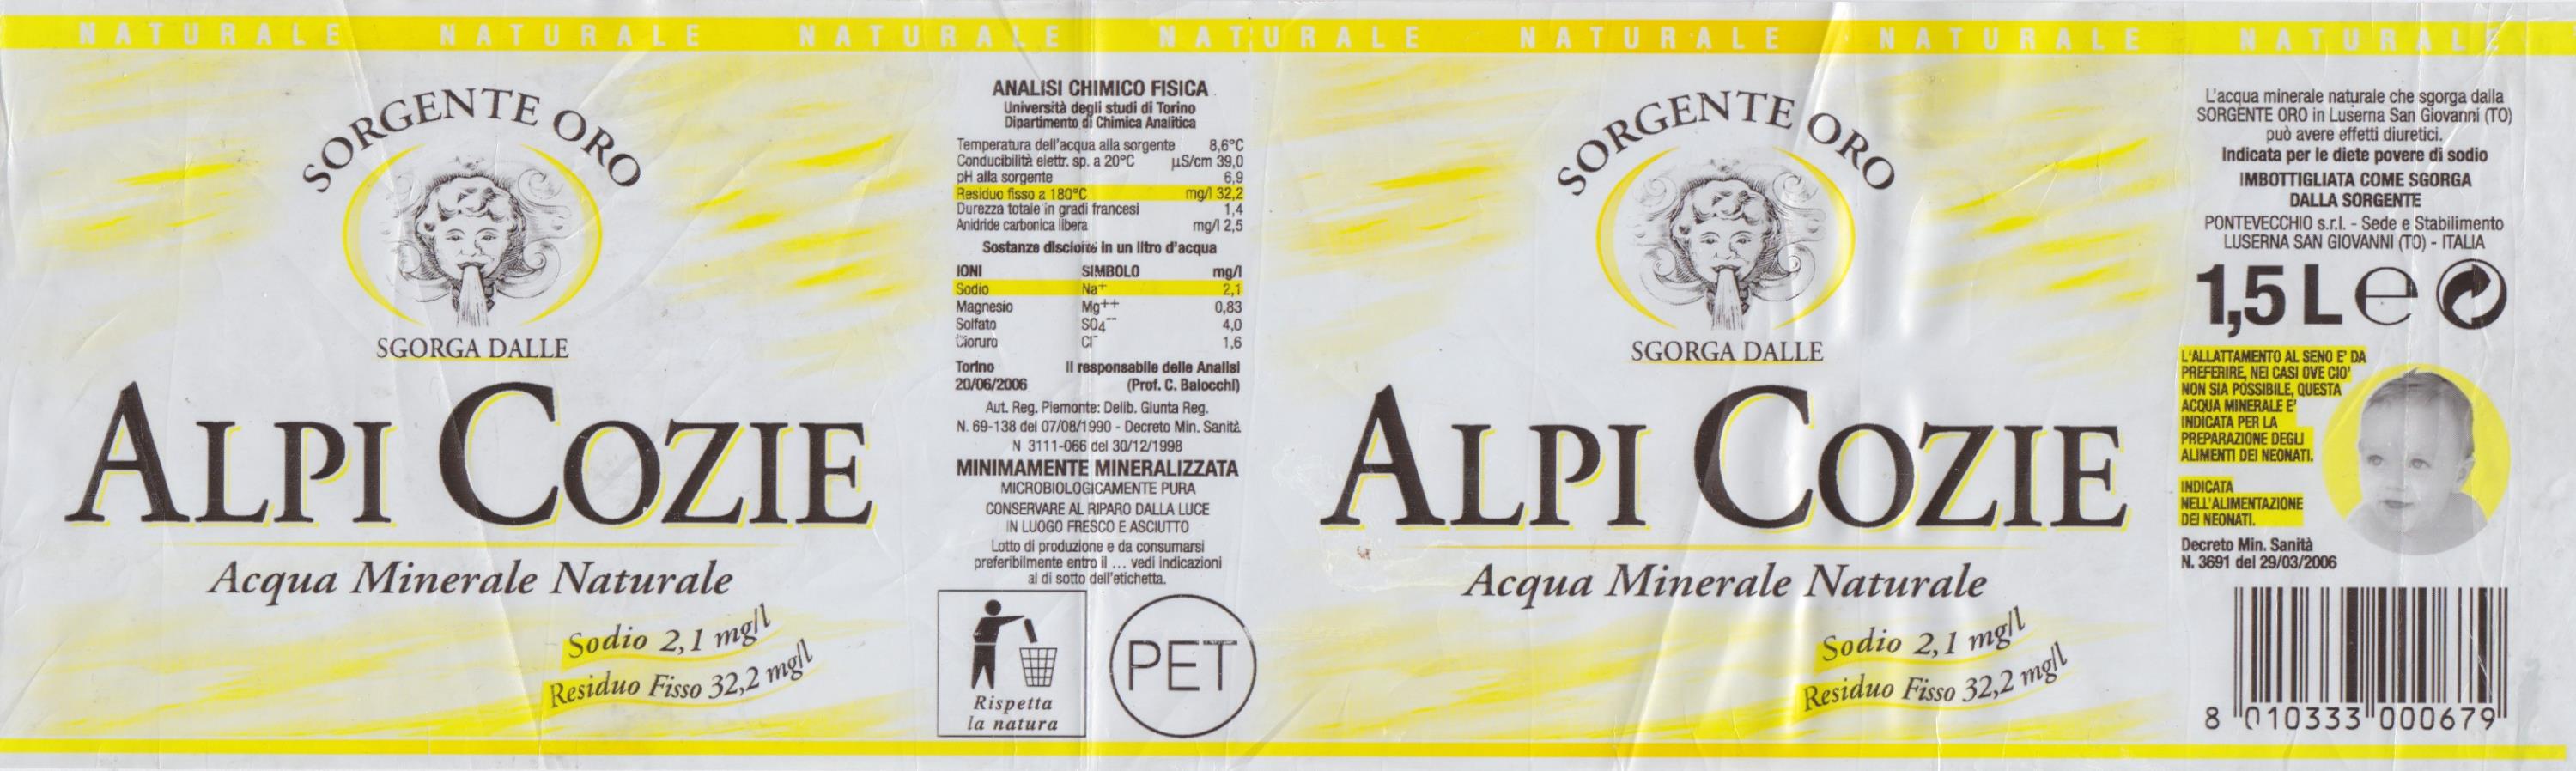 NATURALE NATURALE NATURALE NATURALE NATURALE NATURALE NATURALE
SORGENTE ORO
SGORGA DALLE
ALPI COZIE
Acqua Minerale Naturale
Sodio 2,1 mg/l
Residuo Fisso 32,2 mg/l
ANALISI CHIMICO FISICA
Università degli studi di Torino
Dipartimento di Chimica Analitica
Temperatura dell'acqua alla sorgente 8,6°C
Conducibilità elettr. sp. a 20°C µS/cm 39,0
pH alla sorgente 6,9
Residuo fisso a 180°C mg/l 32,2
Durezza totale in gradi francesi 1,4
Anidride carbonica libera mg/l 2,5
Sostanze disciolte in un litro d'acqua
IONI SIMBOLO mg/l
Sodio Na+ 2,1
Magnesio Mg++ 0,83
Solfato SO4-- 4,0
Cloruro Cl- 1,6
Torino Il responsabile delle Analisi
20/06/2006 (Prof. C. Baiocchi)
Aut. Reg. Piemonte: Delib. Giunta Reg.
N. 69-138 del 07/08/1990 - Decreto Min. Sanità
N 3111-066 del 30/12/1998
MINIMAMENTE MINERALIZZATA
MICROBIOLOGICAMENTE PURA
CONSERVARE AL RIPARO DALLA LUCE
IN LUOGO FRESCO E ASCIUTTO
Lotto di produzione e da consumarsi
preferibilmente entro il ... vedi indicazioni
al di sotto dell'etichetta.
Rispetta
la natura
PET
SORGENTE ORO
SGORGA DALLE
ALPI COZIE
Acqua Minerale Naturale
Sodio 2,1 mg/l
Residuo Fisso 32,2 mg/l
L'acqua minerale naturale che sgorga dalla
SORGENTE ORO in Luserna San Giovanni (TO)
può avere effetti diuretici.
Indicata per le diete povere di sodio
IMBOTTIGLIATA COME SGORGA
DALLA SORGENTE
PONTEVECCHIO s.r.l. - Sede e Stabilimento
LUSERNA SAN GIOVANNI (TO) - ITALIA
1,5 L e
L'ALLATTAMENTO AL SENO E' DA
PREFERIRE, NEI CASI OVE CIO'
NON SIA POSSIBILE, QUESTA
ACQUA MINERALE E'
INDICATA PER LA
PREPARAZIONE DEGLI
ALIMENTI DEI NEONATI.
INDICATA
NELL'ALIMENTAZIONE
DEI NEONATI.
Decreto Min. Sanità
N. 3691 del 29/03/2006
8 010333 000679